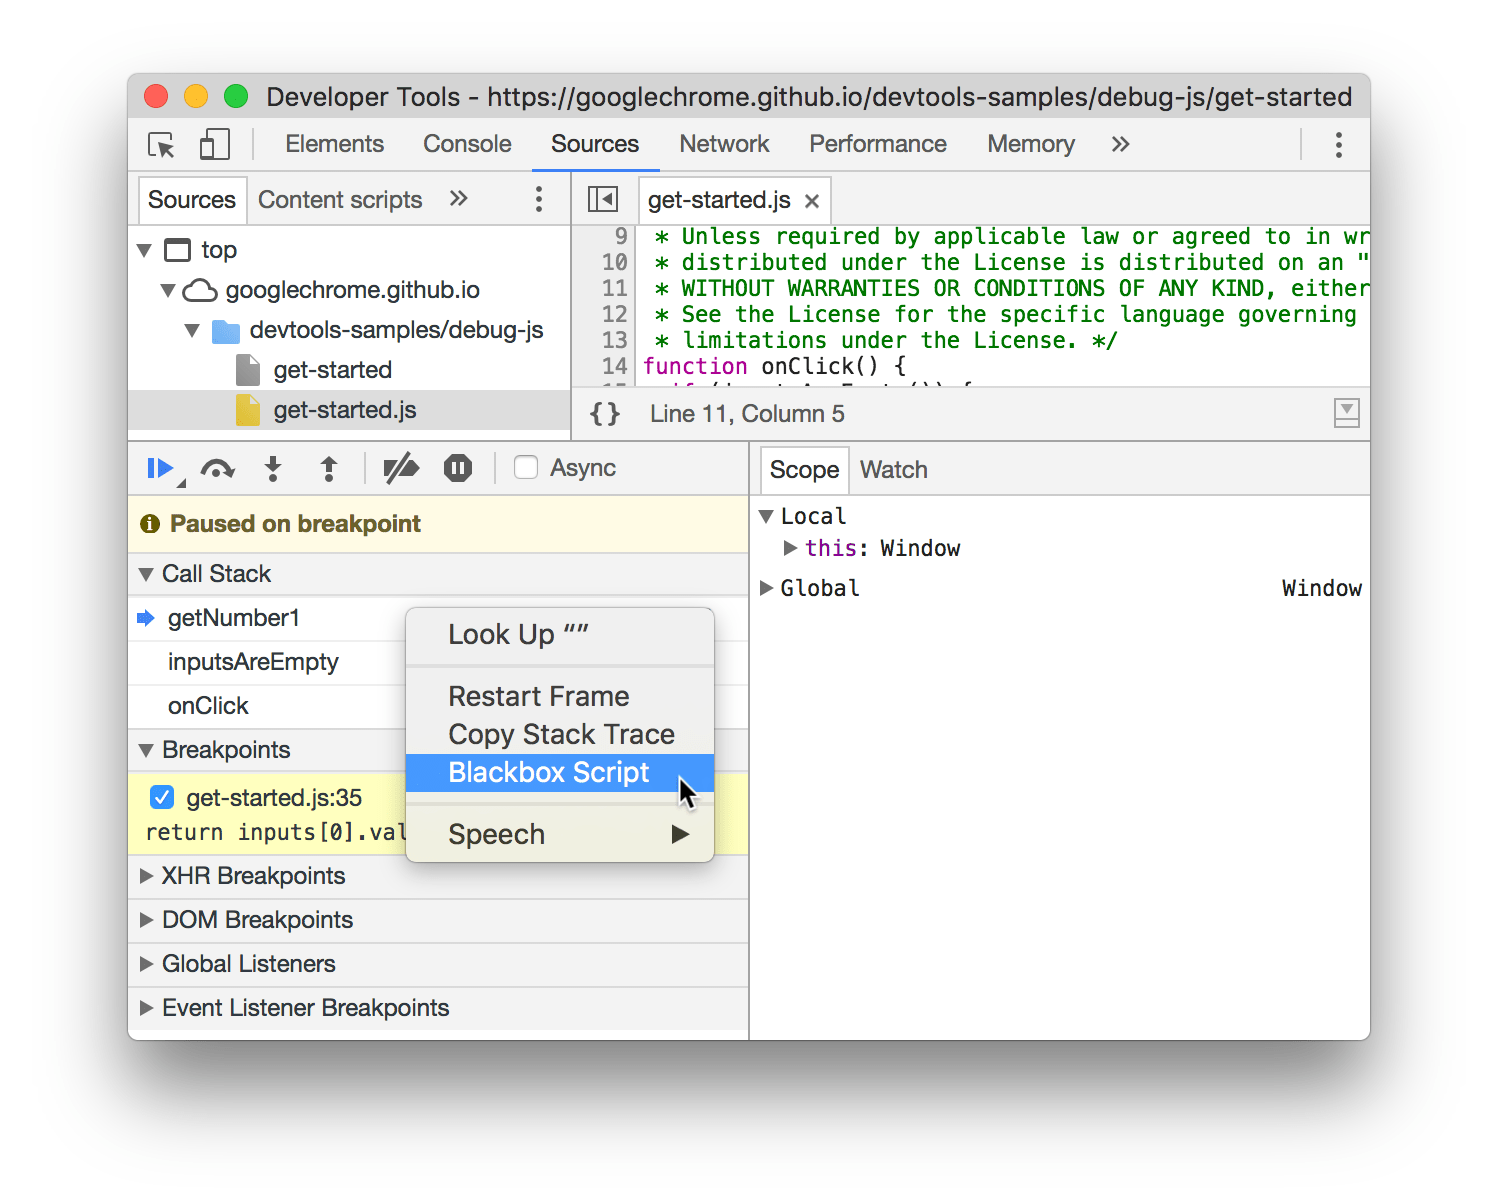 Developer Tools - https://googlechrome.github.io/devtools-samples/debug-js/get-started
Elements Console Sources Network Performance Memory »
Sources Content scripts »
get-started.js ×
top
googlechrome.github.io
devtools-samples/debug-js
get-started
get-started.js
9 * Unless required by applicable law or agreed to in wr
10 * distributed under the License is distributed on an "
11 * WITHOUT WARRANTIES OR CONDITIONS OF ANY KIND, either
12 * See the License for the specific language governing
13 * limitations under the License. */
14 function onClick() {
{} Line 11, Column 5
Async
Paused on breakpoint
Call Stack
getNumber1
inputsAreEmpty
onClick
Breakpoints
get-started.js:35
return inputs[0].val
XHR Breakpoints
DOM Breakpoints
Global Listeners
Event Listener Breakpoints
Look Up “”
Restart Frame
Copy Stack Trace
Blackbox Script
Speech
Scope Watch
Local
this: Window
Global Window